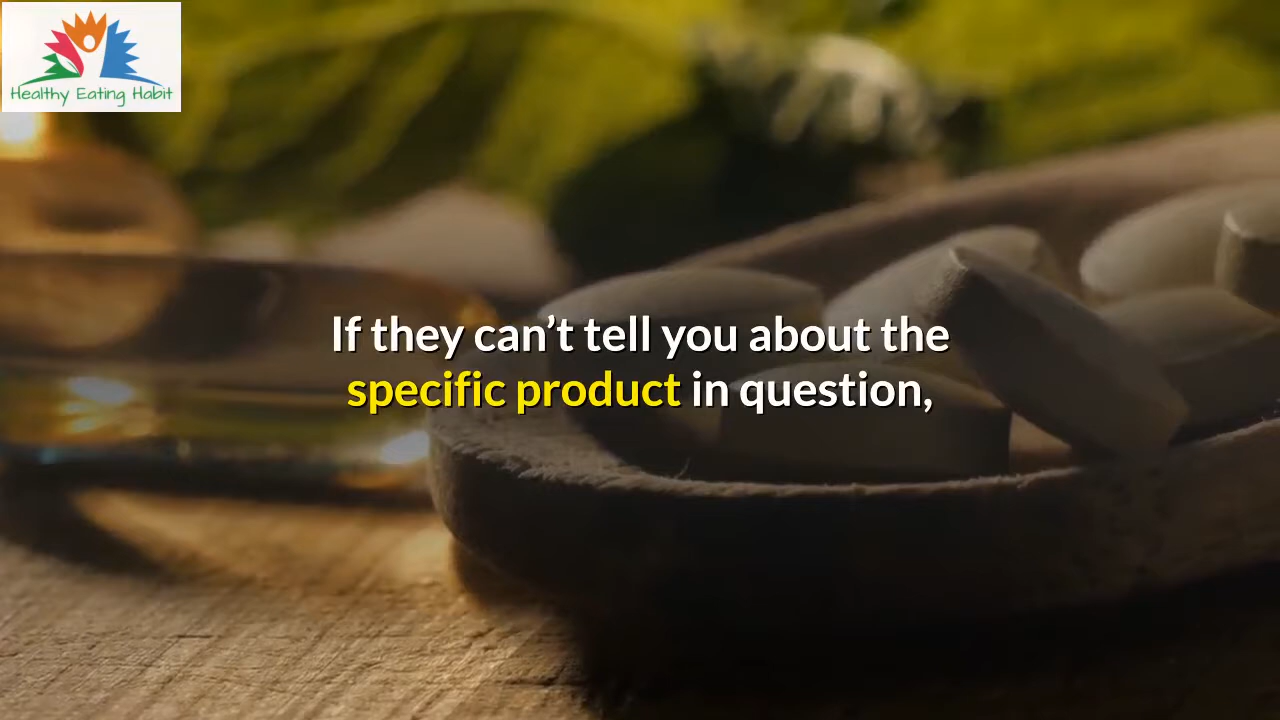 Healthy Eating Habit
If they can’t tell you about the
specific product in question,